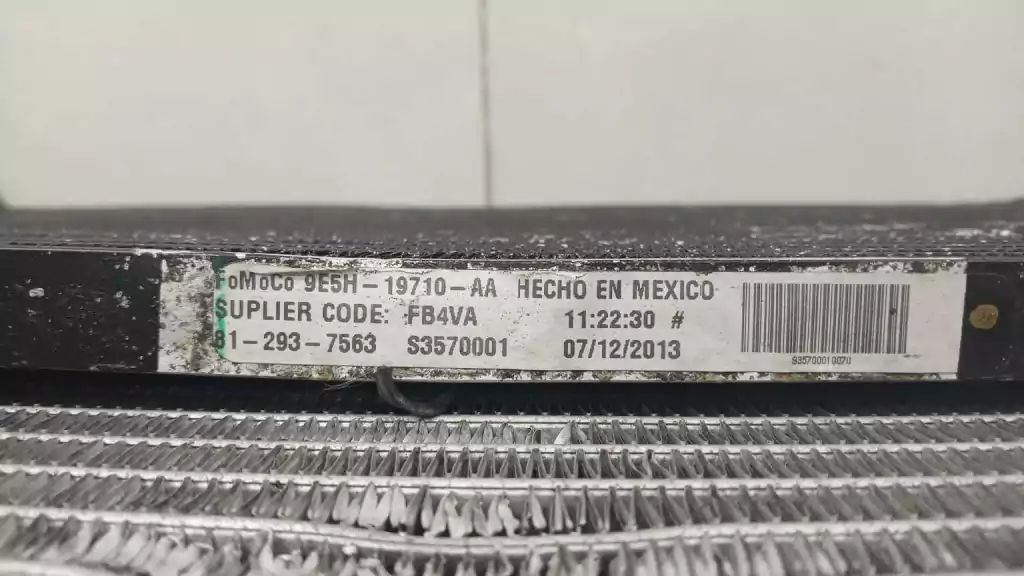 FoMoCo 9E5H-19710-AA HECHO EN MEXICO
SUPLIER CODE: FB4VA 11:22:30 #
81-293-7563 S3570001 07/12/2013